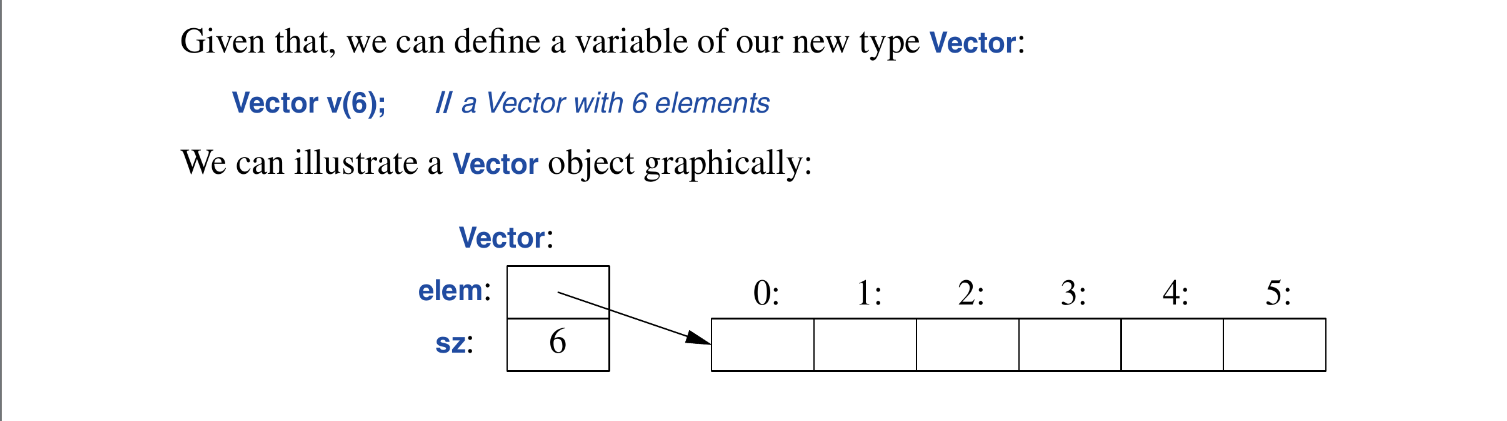 Given that, we can define a variable of our new type Vector:
Vector v(6); // a Vector with 6 elements
We can illustrate a Vector object graphically:
Vector:
elem: 0: 1: 2: 3: 4: 5:
sz: 6